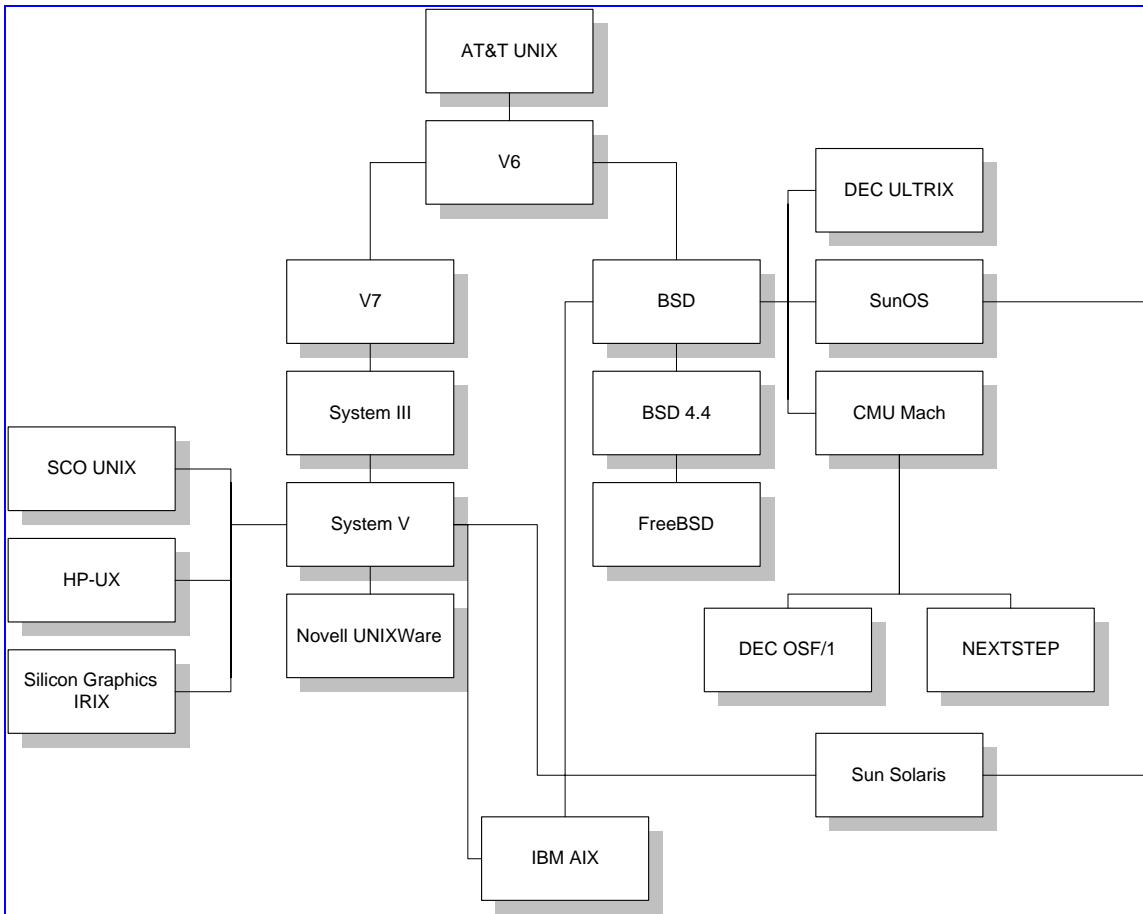 AT&T UNIX
V6
DEC ULTRIX
V7
BSD
SunOS
System III
BSD 4.4
CMU Mach
SCO UNIX
System V
FreeBSD
HP-UX
Novell UNIXWare
DEC OSF/1
NEXTSTEP
Silicon Graphics
IRIX
Sun Solaris
IBM AIX